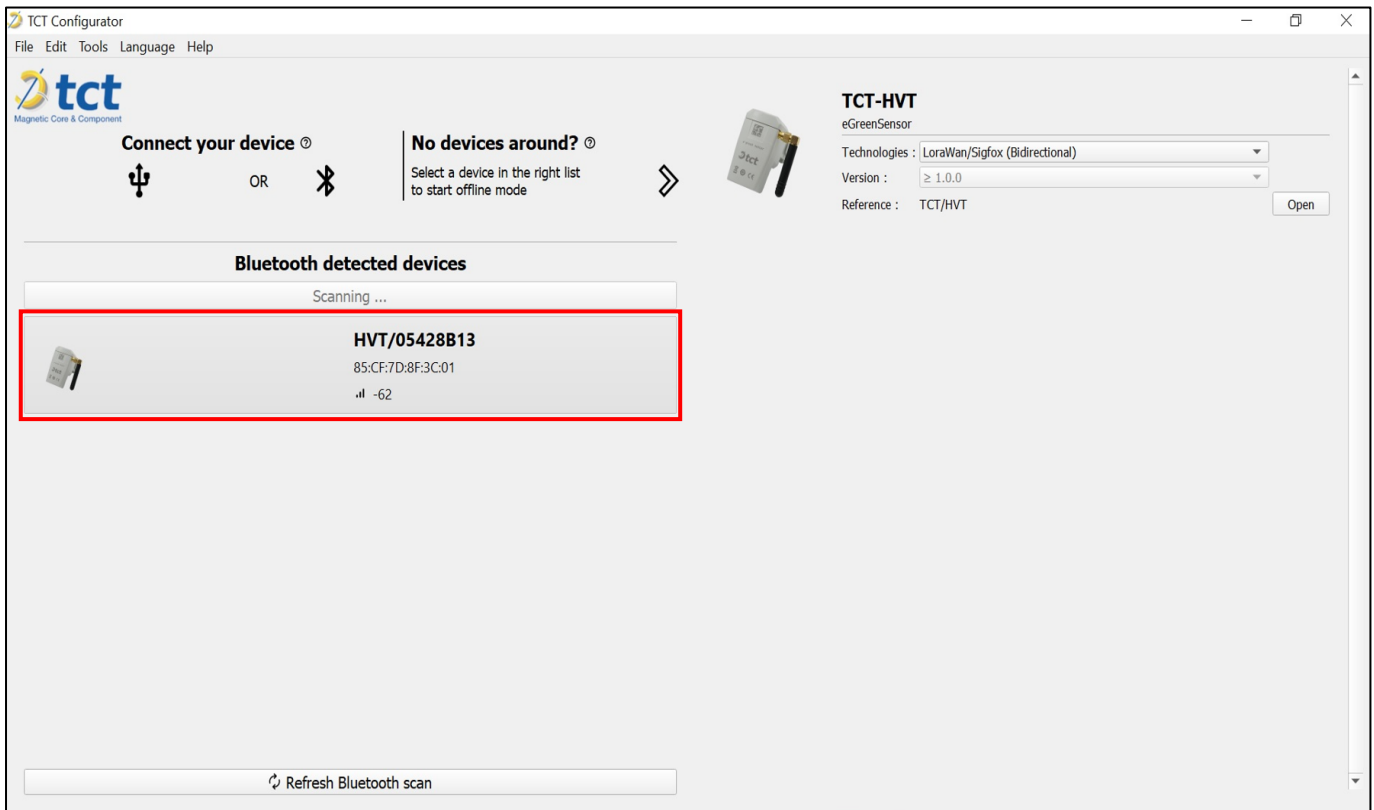 TCT Configurator
File Edit Tools Language Help
tct
Magnetic Core & Component
Connect your device
OR
No devices around?
Select a device in the right list
to start offline mode
Bluetooth detected devices
Scanning ...
HVT/05428B13
85:CF:7D:8F:3C:01
-62
Refresh Bluetooth scan
tct
TCT-HVT
eGreenSensor
Technologies : LoraWan/Sigfox (Bidirectional)
Version : ≥ 1.0.0
Reference : TCT/HVT Open